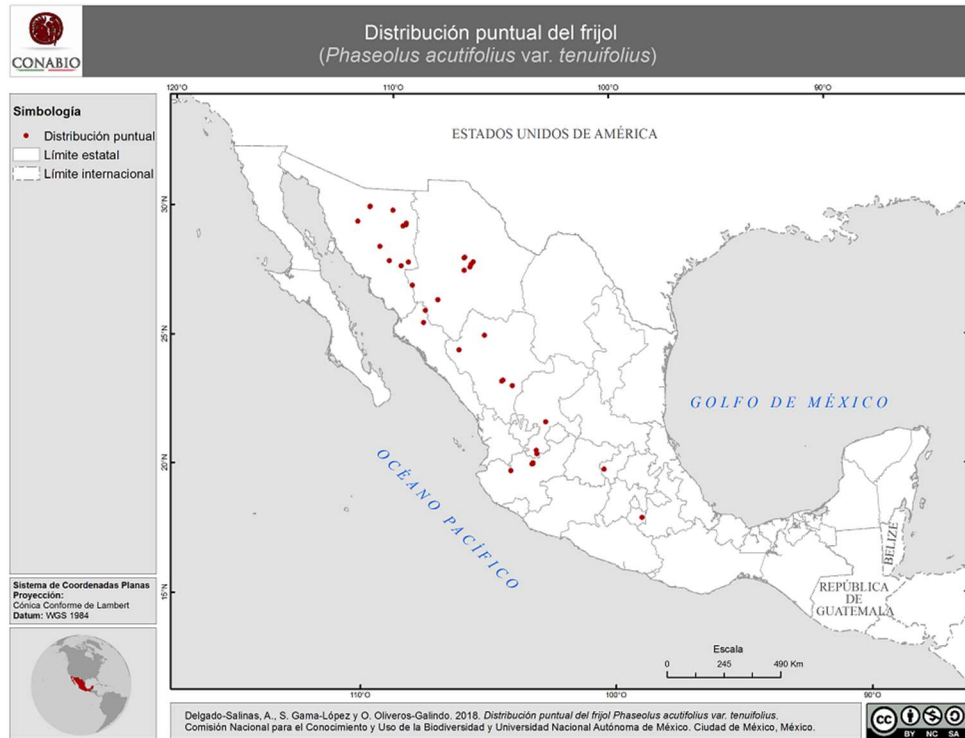 Distribución puntual del frijol
(Phaseolus acutifolius var. tenuifolius)
CONABIO
120°O
110°O
100°O
90°O
Simbología
Distribución puntual
Límite estatal
Límite internacional
ESTADOS UNIDOS DE AMÉRICA
30°N
25°N
20°N
15°N
GOLFO DE MÉXICO
OCÉANO PACÍFICO
BELIZE
REPÚBLICA
DE
GUATEMALA
Sistema de Coordenadas Planas
Proyección:
Cónica Conforme de Lambert
Datum: WGS 1984
Escala
0 245 490 Km
110°O
100°O
90°O
Delgado-Salinas, A., S. Gama-López y O. Oliveros-Galindo. 2018. Distribución puntual del frijol Phaseolus acutifolius var. tenuifolius.
Comisión Nacional para el Conocimiento y Uso de la Biodiversidad y Universidad Nacional Autónoma de México. Ciudad de México, México.
cc
BY NC SA